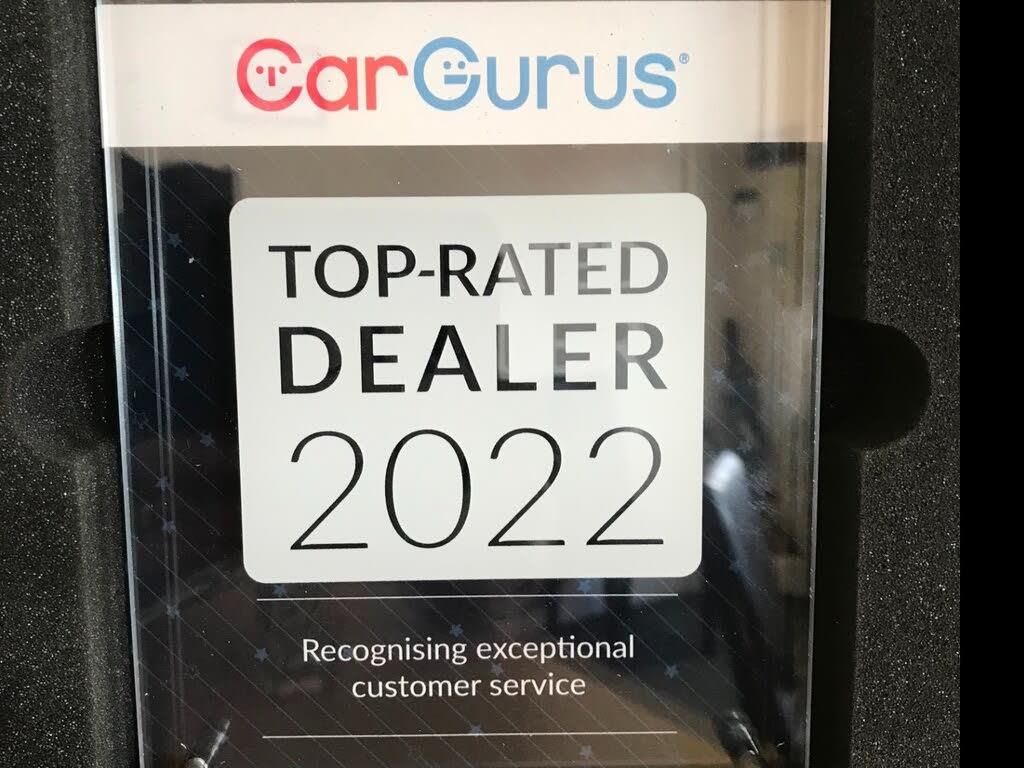 CarGurus®
TOP-RATED
DEALER
2022
Recognising exceptional
customer service